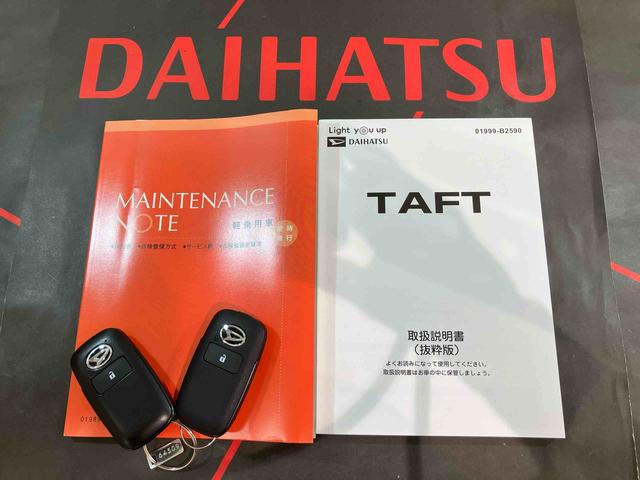 DAIHATSU
MAINTENANCE
NOTE
軽乗用車
Light you up
DAIHATSU
01999-B2590
TAFT
取扱説明書
（抜粋版）
よくお読みになって使用してください。
取扱説明書はお車の中に保管しましょう。
64509